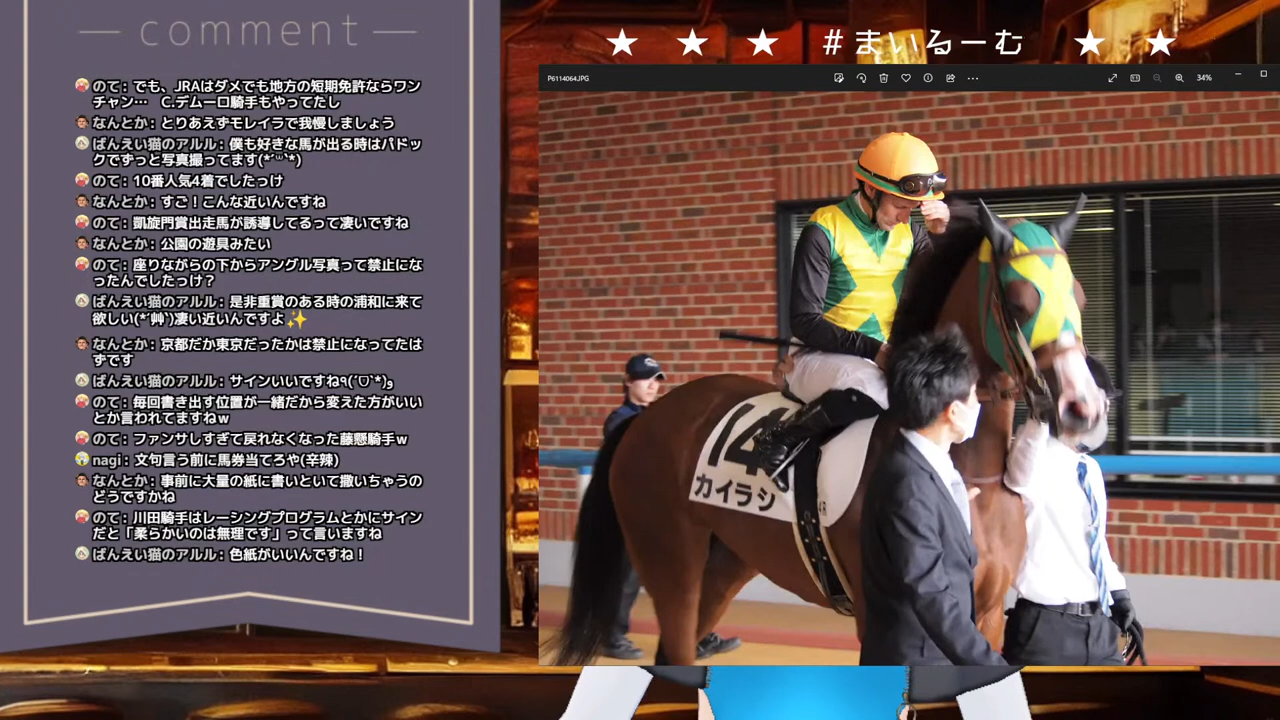 comment
のて: でも、JRAはダメでも地方の短期免許ならワン
チャン… C.デムーロ騎手もやってたし
なんとか: とりあえずモレイラで我慢しましょう
ばんえい猫のアルル: 僕も好きな馬が出る時はパドッ
クでずっと写真撮ってます(*´꒳`*)
のて: 10番人気4着でしたっけ
なんとか: すご！こんな近いんですね
のて: 凱旋門賞出走馬が誘導してるって凄いですね
なんとか: 公園の遊具みたい
のて: 座りながらの下からアングル写真って禁止にな
ったんでしたっけ？
ばんえい猫のアルル: 是非重賞のある時の浦和に来て
欲しい(*´艸`)凄い近いんですよ✨
なんとか: 京都だか東京だったかは禁止になってたは
ずです
ばんえい猫のアルル: サインいいですね٩(ˊᗜˋ*)و
のて: 毎回書き出す位置が一緒だから変えた方がいい
とか言われてますねw
のて: ファンサしすぎて戻れなくなった藤懸騎手w
nagi: 文句言う前に馬券当てろや(辛辣)
なんとか: 事前に大量の紙に書いといて撒いちゃうの
どうですかね
のて: 川田騎手はレーシングプログラムとかにサイン
だと「柔らかいのは無理です」って言いますね
ばんえい猫のアルル: 色紙がいいんですね！
★ ★ ★ #まいるーむ ★ ★
P6114064.JPG
34%
14
カイラシ